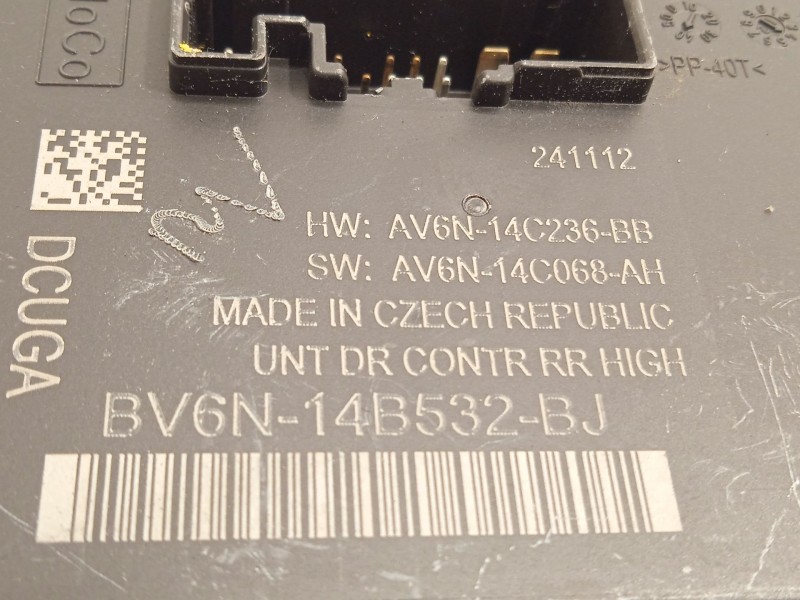 oCo
>PP-40T<
241112
HW: AV6N-14C236-BB
SW: AV6N-14C068-AH
MADE IN CZECH REPUBLIC
UNT DR CONTR RR HIGH
BV6N-14B532-BJ
DCUGA